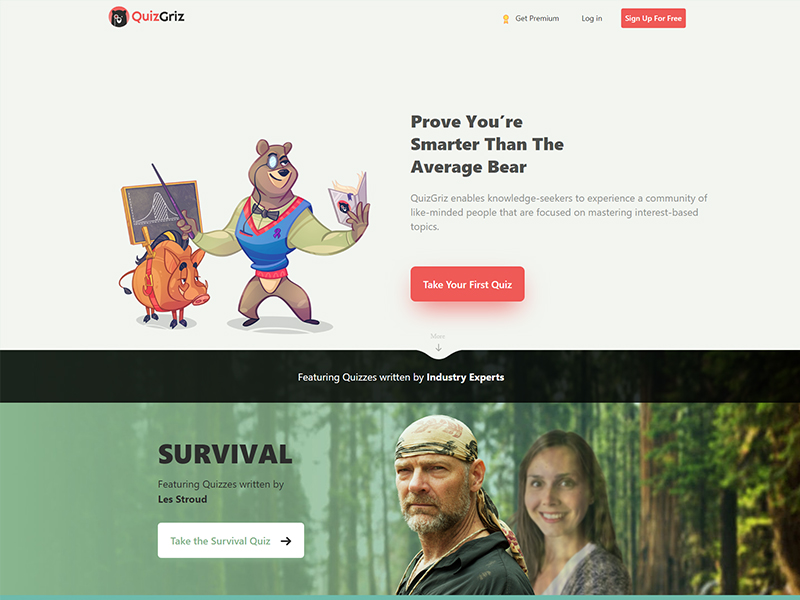 QuizGriz
Get Premium
Log in
Sign Up For Free
Prove You´re
Smarter Than The
Average Bear
QuizGriz enables knowledge-seekers to experience a community of
like-minded people that are focused on mastering interest-based
topics.
Take Your First Quiz
More
Featuring Quizzes written by Industry Experts
SURVIVAL
Featuring Quizzes written by
Les Stroud
Take the Survival Quiz